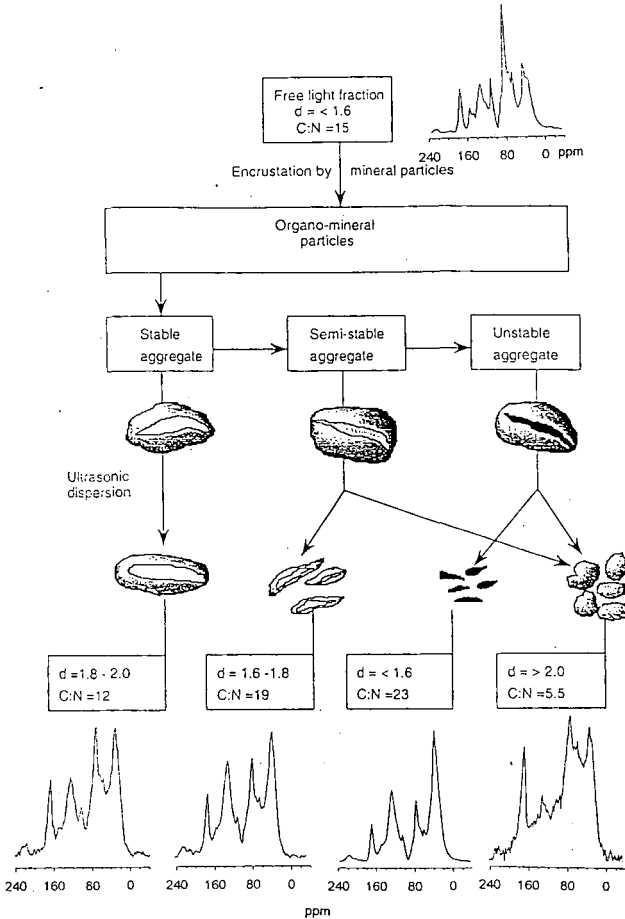 Free light fraction
d = < 1.6
C:N =15
240 160 80 0 ppm
Encrustation by mineral particles
Organo-mineral
particles
Stable
aggregate
Semi-stable
aggregate
Unstable
aggregate
Ultrasonic
dispersion
d =1.8 - 2.0
C:N =12
d = 1.6 -1.8
C:N =19
d = < 1.6
C:N =23
d = > 2.0
C:N = 5.5
240 160 80 0
240 160 80 0
240 160 80 0
240 160 80 0
ppm